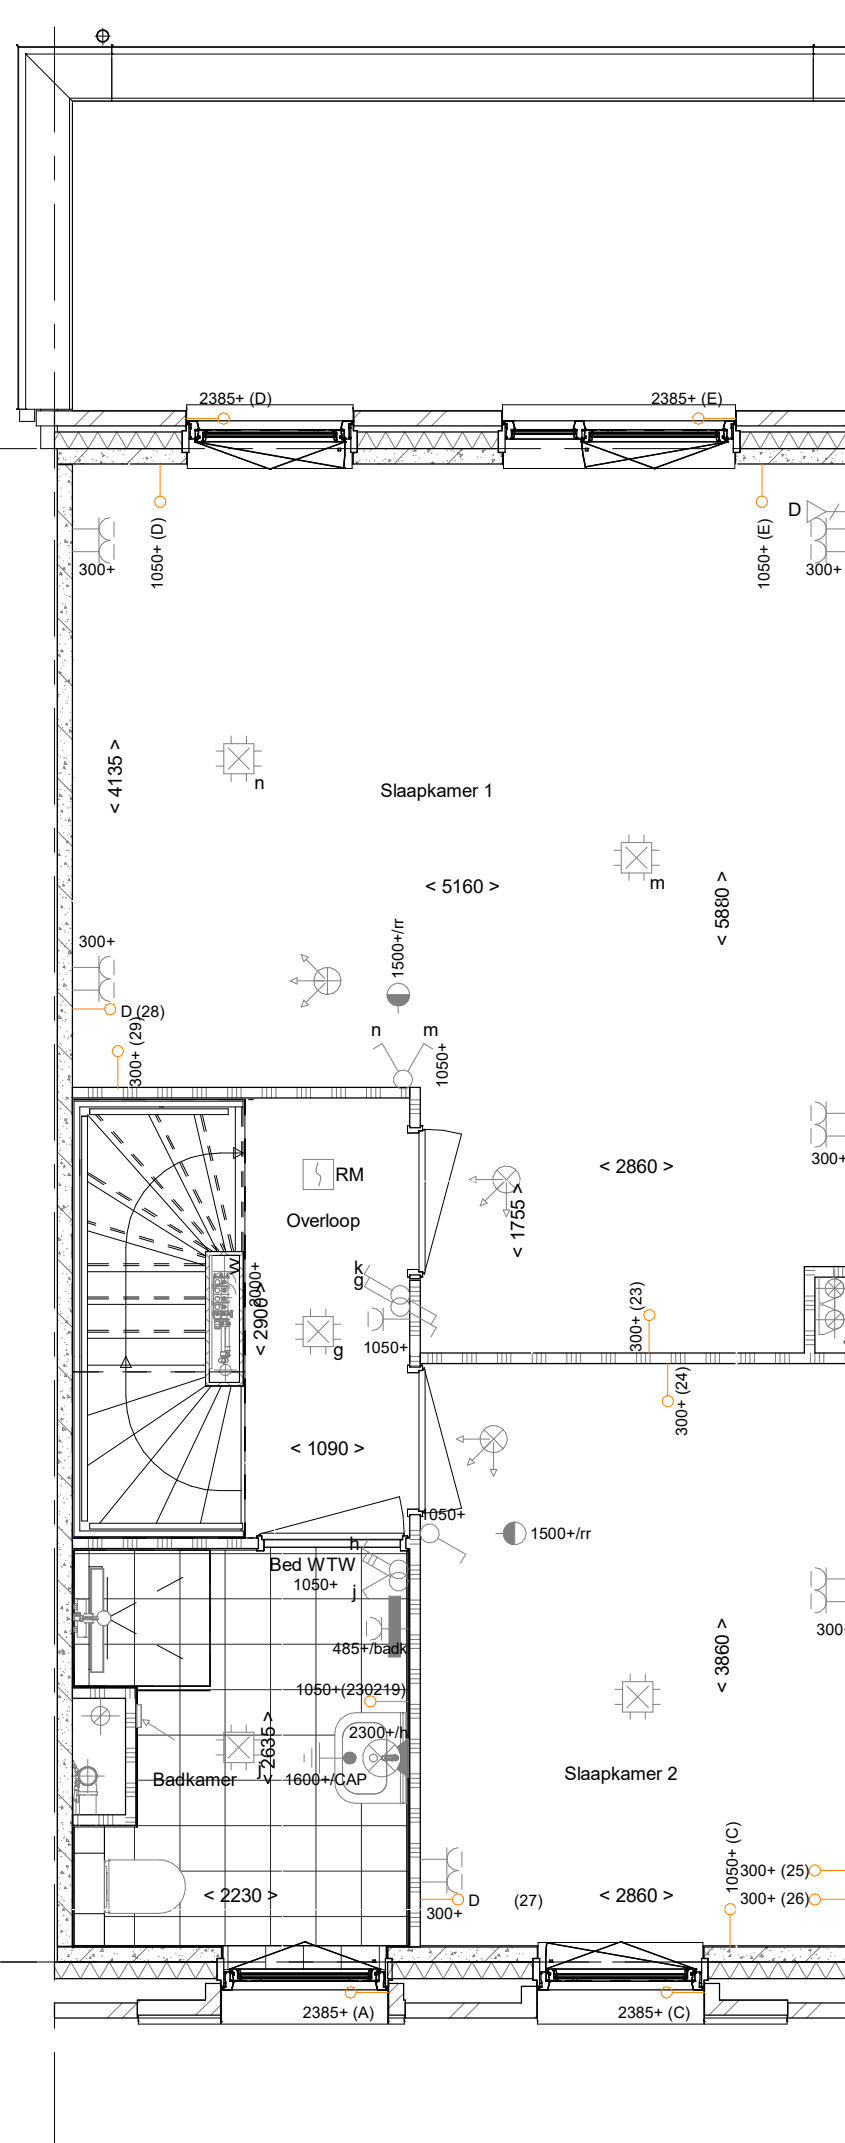 2385+ (D)
2385+ (E)
1050+ (D)
1050+ (E)
D
300+
300+
< 4135 >
n
Slaapkamer 1
m
< 5160 >
< 5880 >
300+
1500+/rr
D (28)
300+ (29)
n
m
1050+
300+
RM
< 2860 >
< 1755 >
Overloop
k
g
2000+
< 2900 >
1050+
g
300+ (23)
300+ (24)
< 1090 >
1050+
1500+/rr
h
Bed WTW
1050+
j
485+/badk
300
< 3860 >
1050+(230219)
2300+/h
< 2635 >
j
Badkamer
1600+/CAP
Slaapkamer 2
1050+ (C)
300+ (25)
300+ (26)
< 2230 >
D
(27)
300+
< 2860 >
2385+ (A)
2385+ (C)